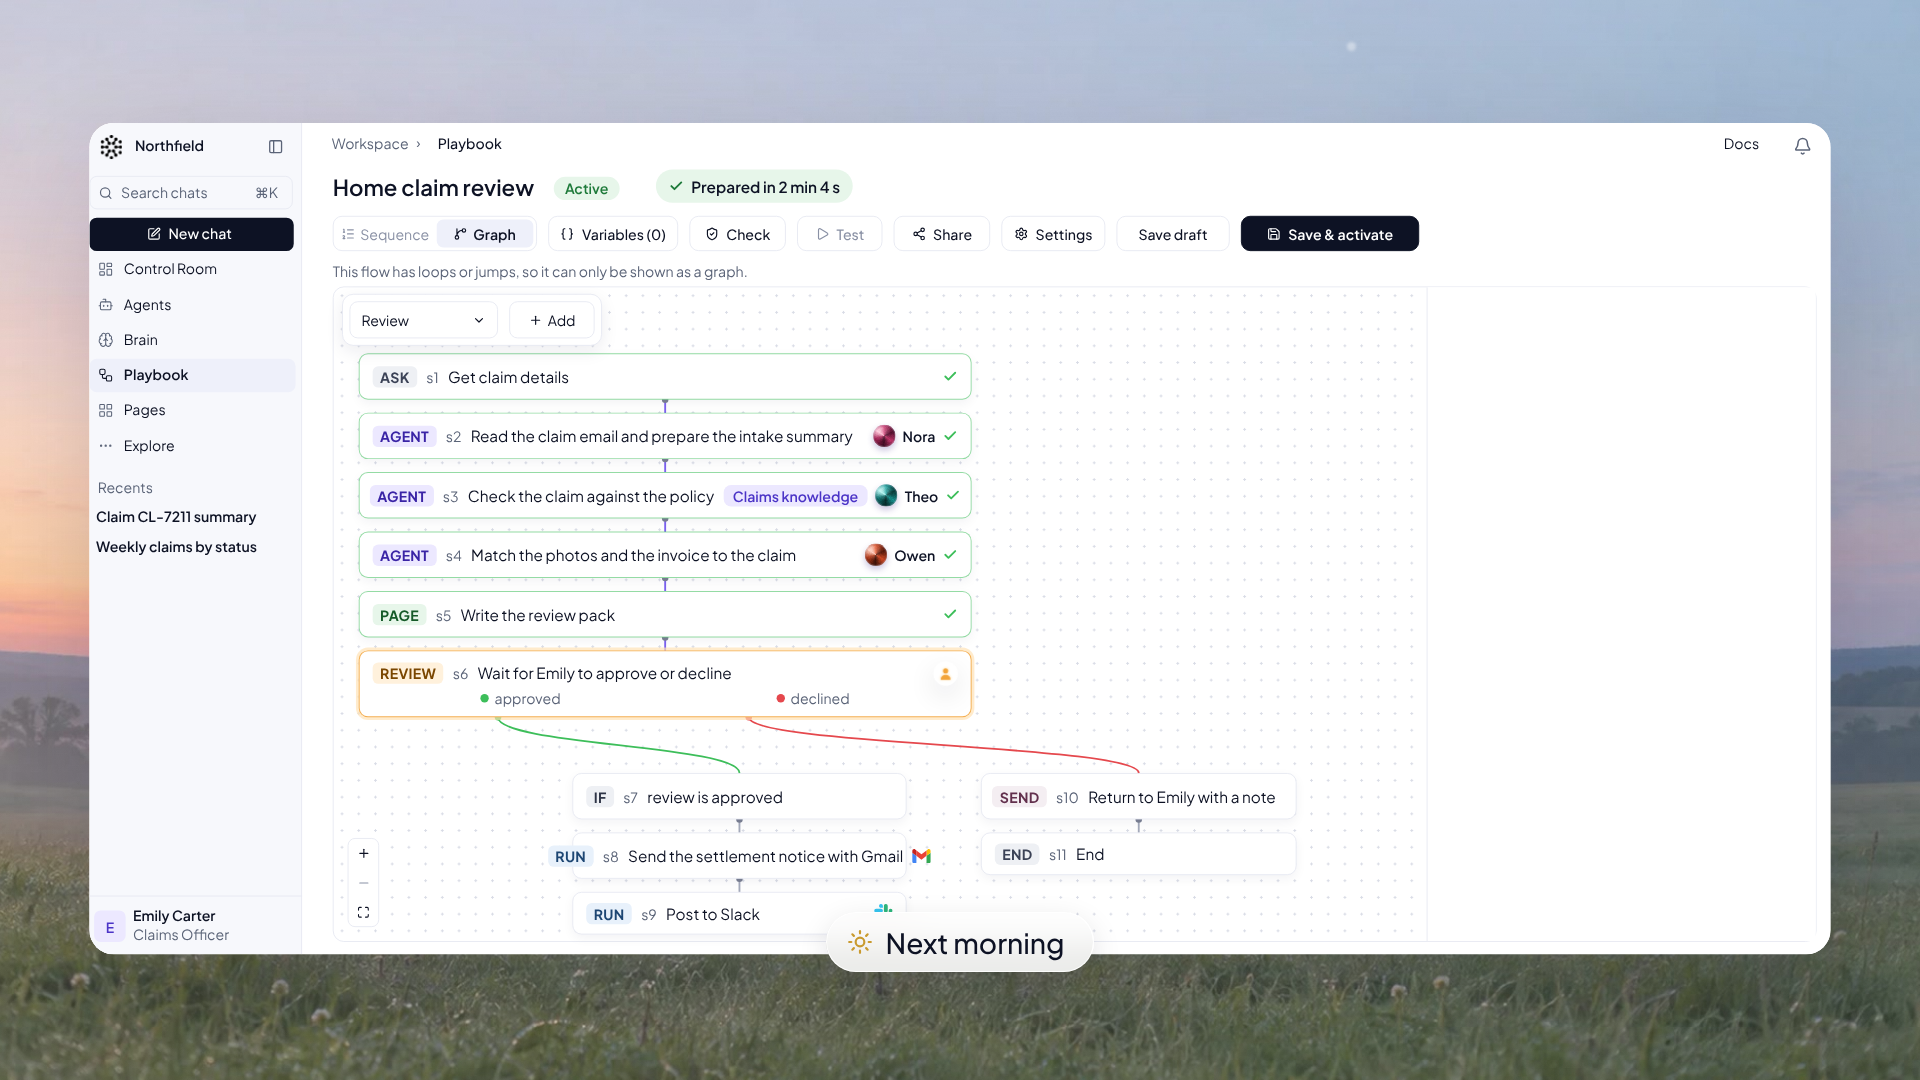 Northfield
Search chats ⌘K
New chat
Control Room
Agents
Brain
Playbook
Pages
Explore
Recents
Claim CL-7211 summary
Weekly claims by status
E
Emily Carter
Claims Officer
Workspace › Playbook
Docs
Home claim review
Active
Prepared in 2 min 4 s
Sequence
Graph
{} Variables (0)
Check
Test
Share
Settings
Save draft
Save & activate
This flow has loops or jumps, so it can only be shown as a graph.
Review
+ Add
ASK s1 Get claim details
AGENT s2 Read the claim email and prepare the intake summary Nora
AGENT s3 Check the claim against the policy Claims knowledge Theo
AGENT s4 Match the photos and the invoice to the claim Owen
PAGE s5 Write the review pack
REVIEW s6 Wait for Emily to approve or decline
approved
declined
IF s7 review is approved
SEND s10 Return to Emily with a note
RUN s8 Send the settlement notice with Gmail
END s11 End
RUN s9 Post to Slack
Next morning